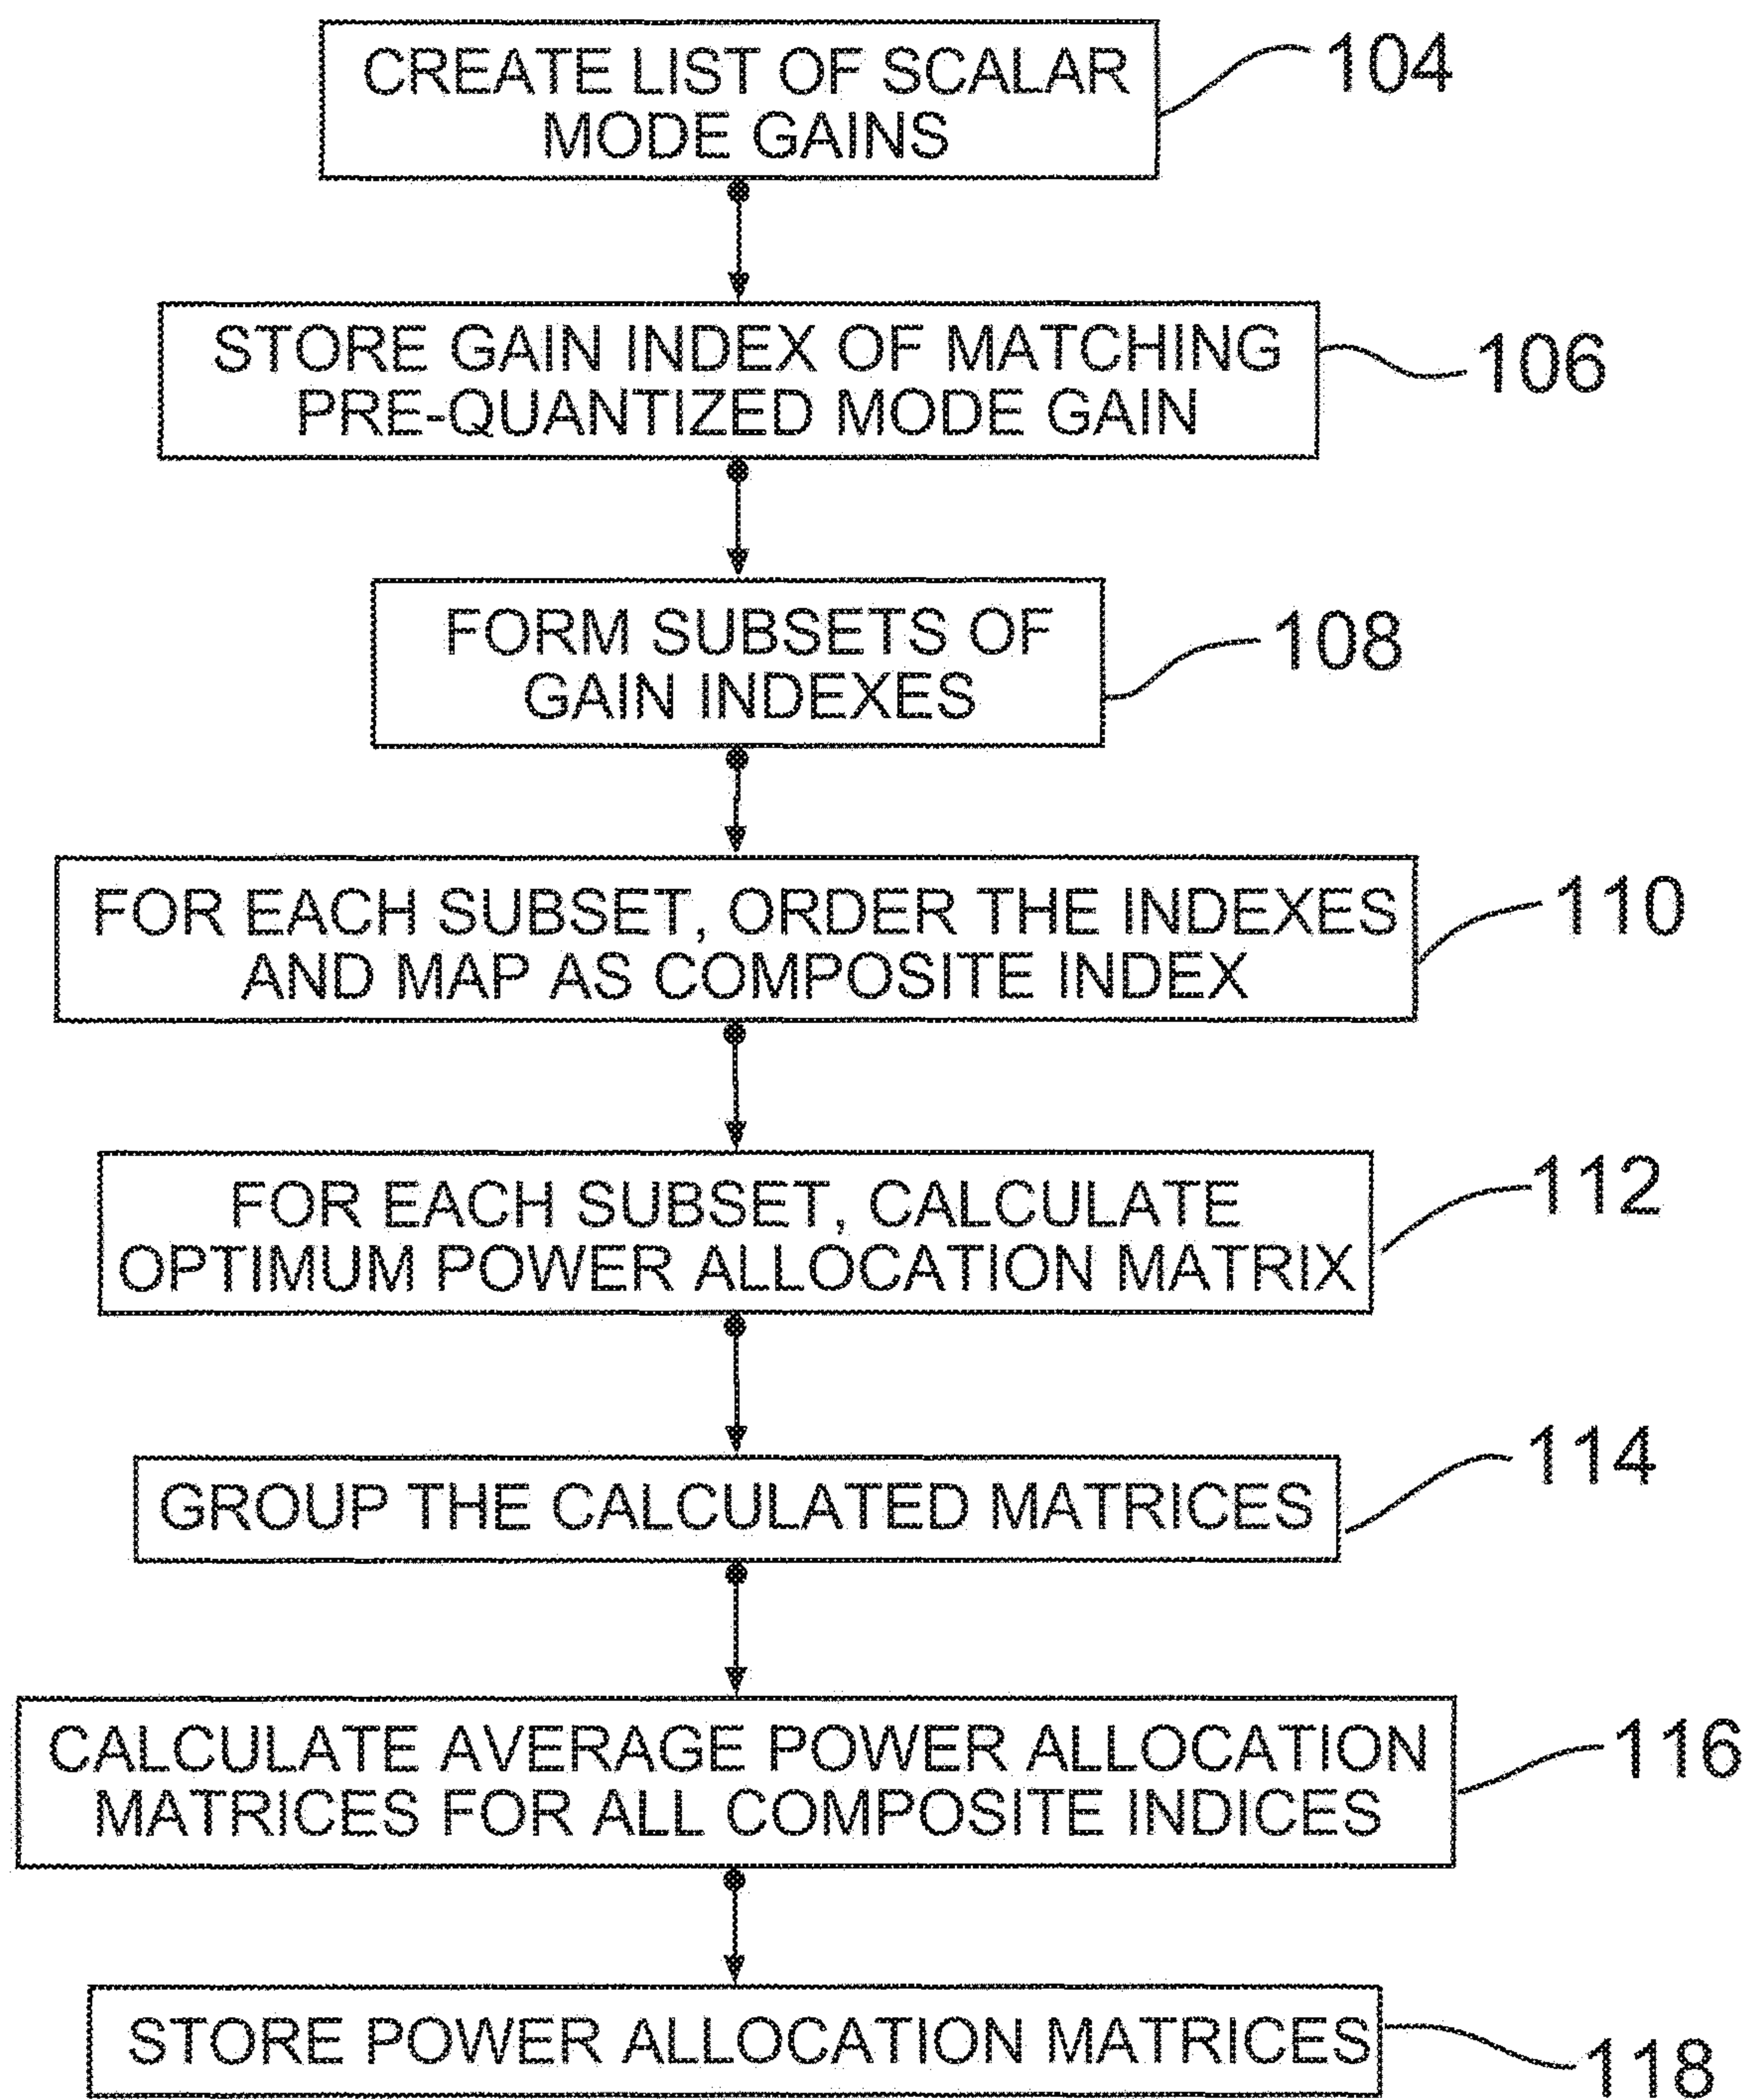 CREATE LIST OF SCALAR
MODE GAINS
104
STORE GAIN INDEX OF MATCHING
PRE-QUANTIZED MODE GAIN
106
FORM SUBSETS OF
GAIN INDEXES
108
FOR EACH SUBSET, ORDER THE INDEXES
AND MAP AS COMPOSITE INDEX
110
FOR EACH SUBSET, CALCULATE
OPTIMUM POWER ALLOCATION MATRIX
112
GROUP THE CALCULATED MATRICES
114
CALCULATE AVERAGE POWER ALLOCATION
MATRICES FOR ALL COMPOSITE INDICES
116
STORE POWER ALLOCATION MATRICES
118